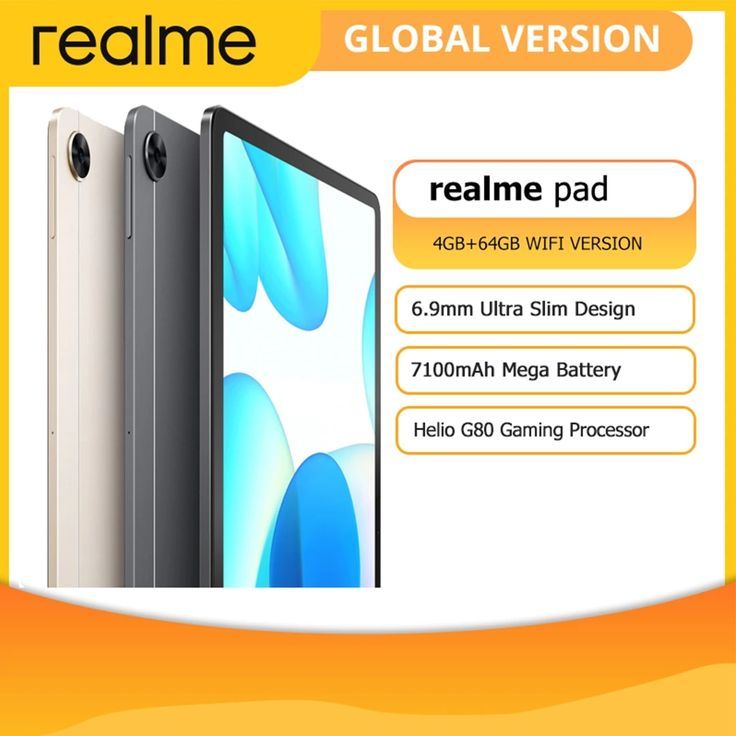 realme
GLOBAL VERSION
realme pad
4GB+64GB WIFI VERSION
6.9mm Ultra Slim Design
7100mAh Mega Battery
Helio G80 Gaming Processor